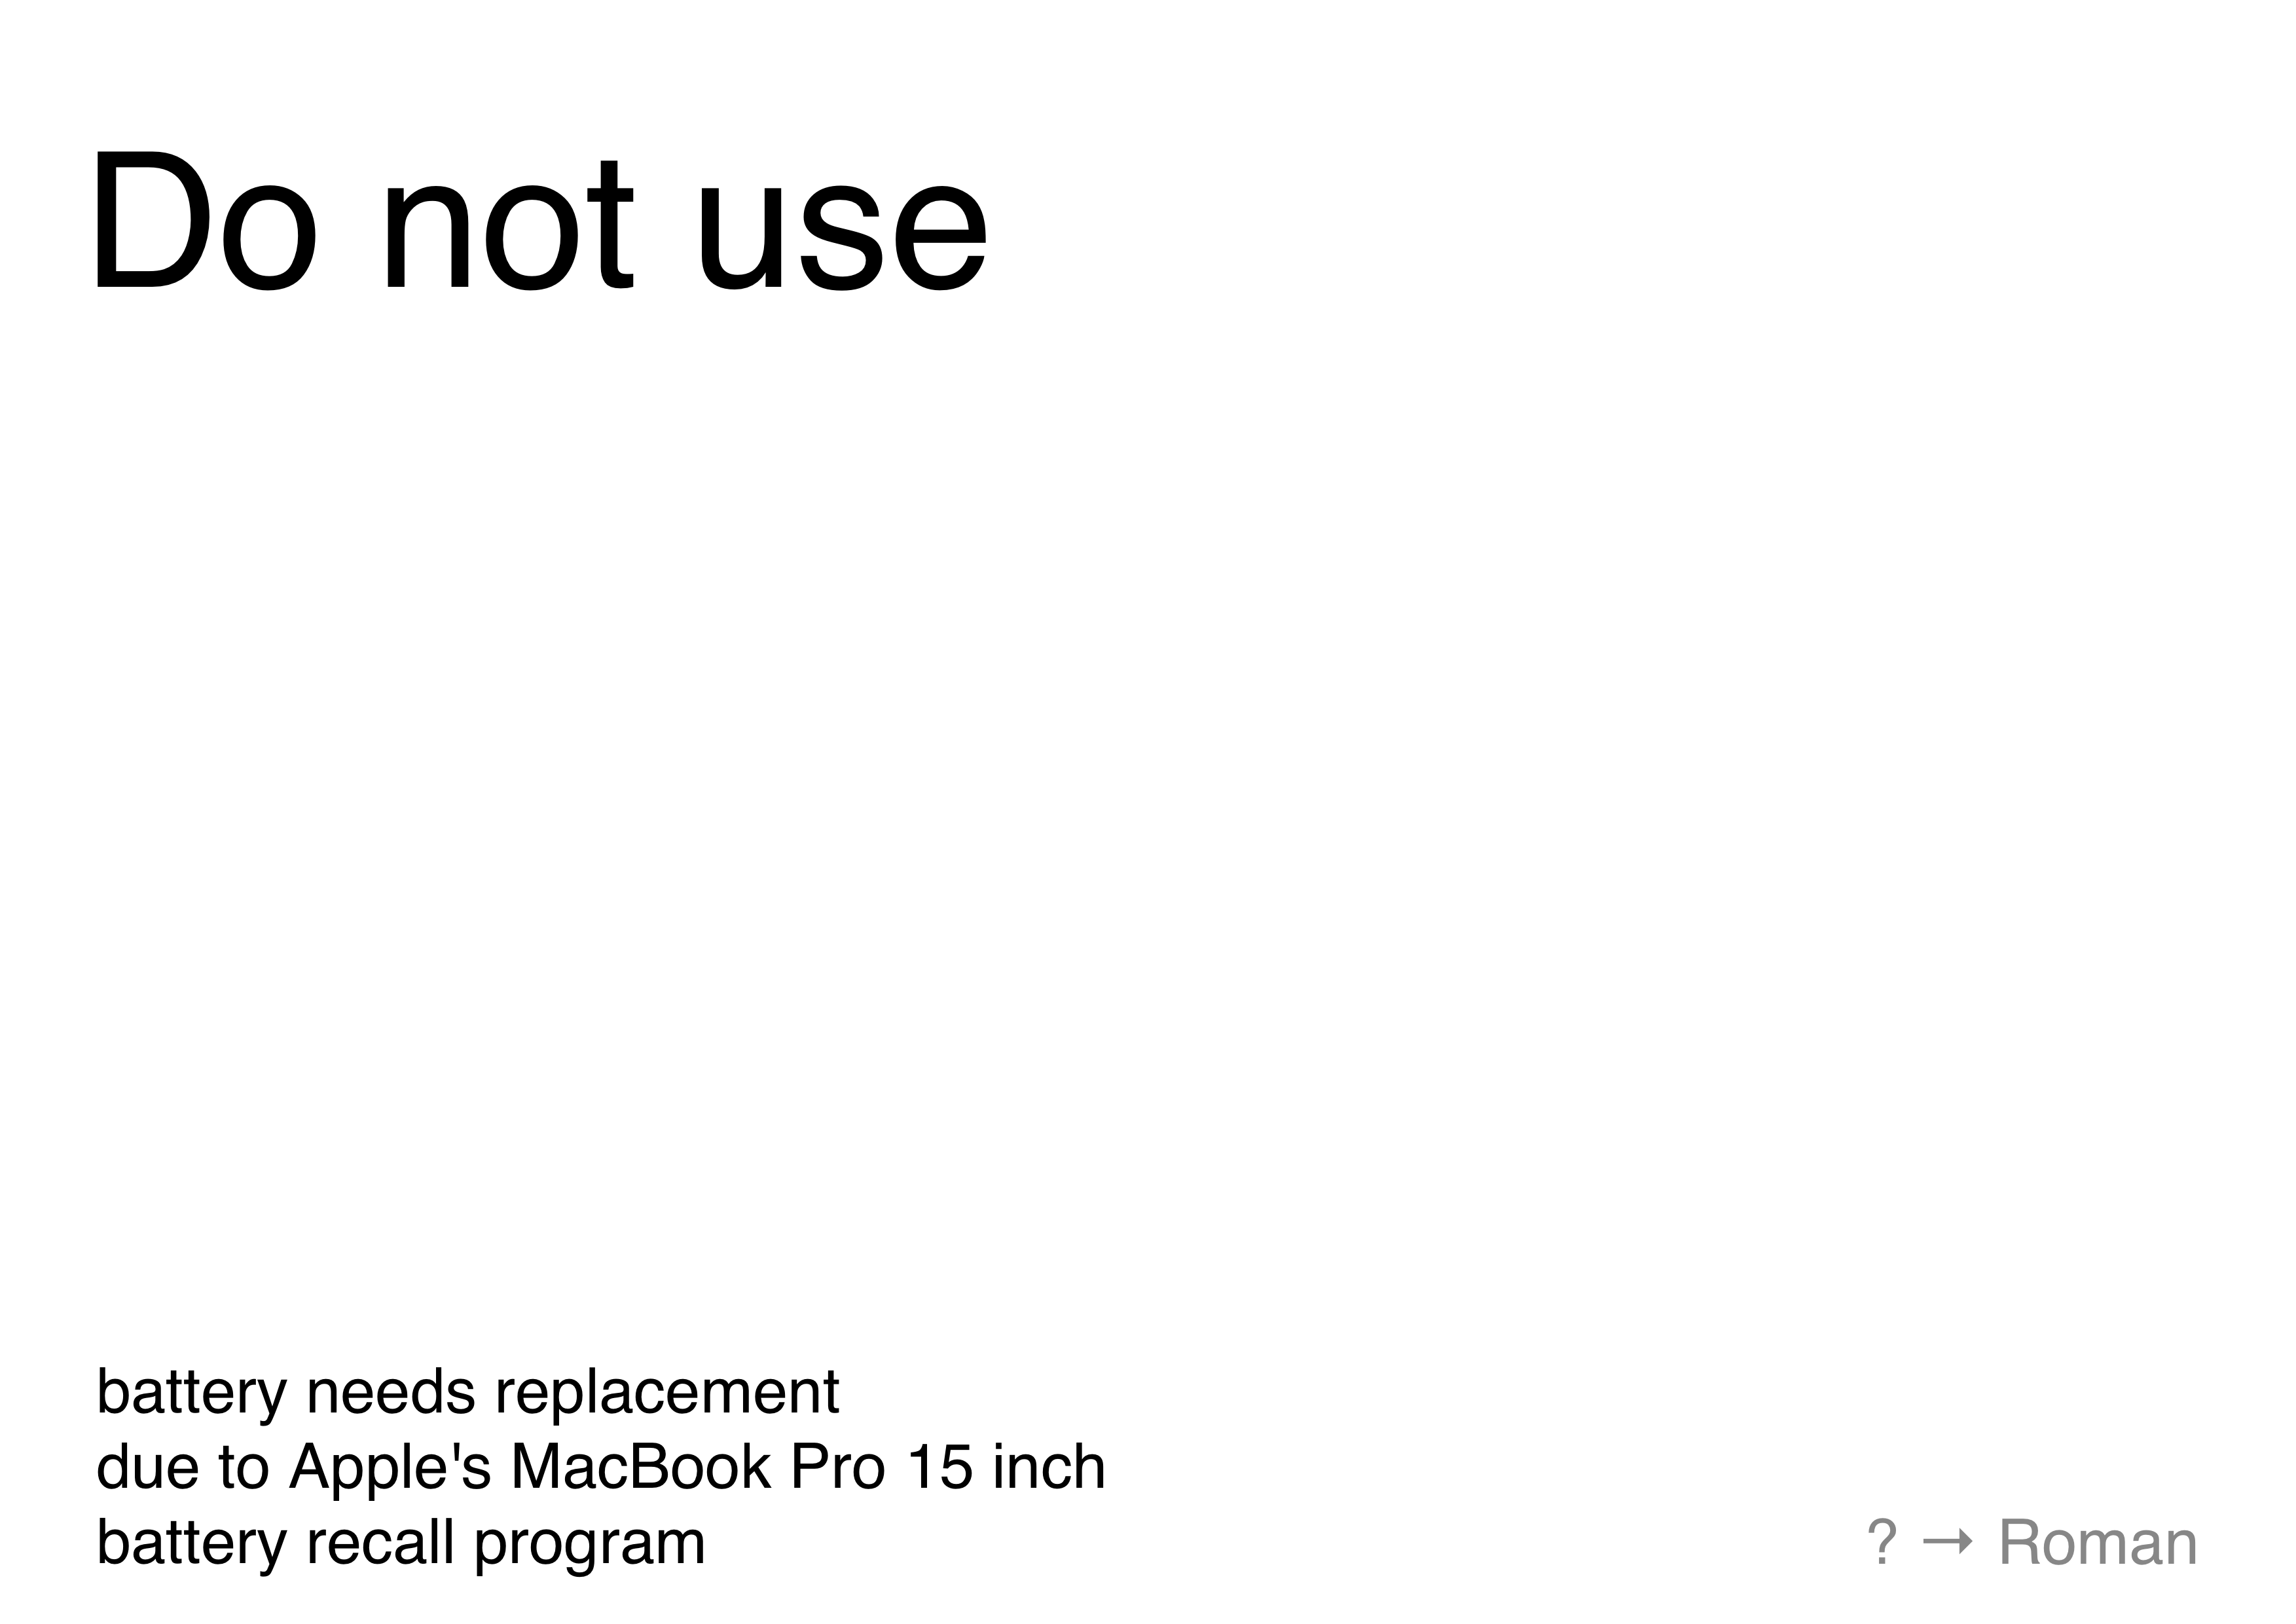 Do not use
battery needs replacement
due to Apple's MacBook Pro 15 inch
battery recall program
? → Roman